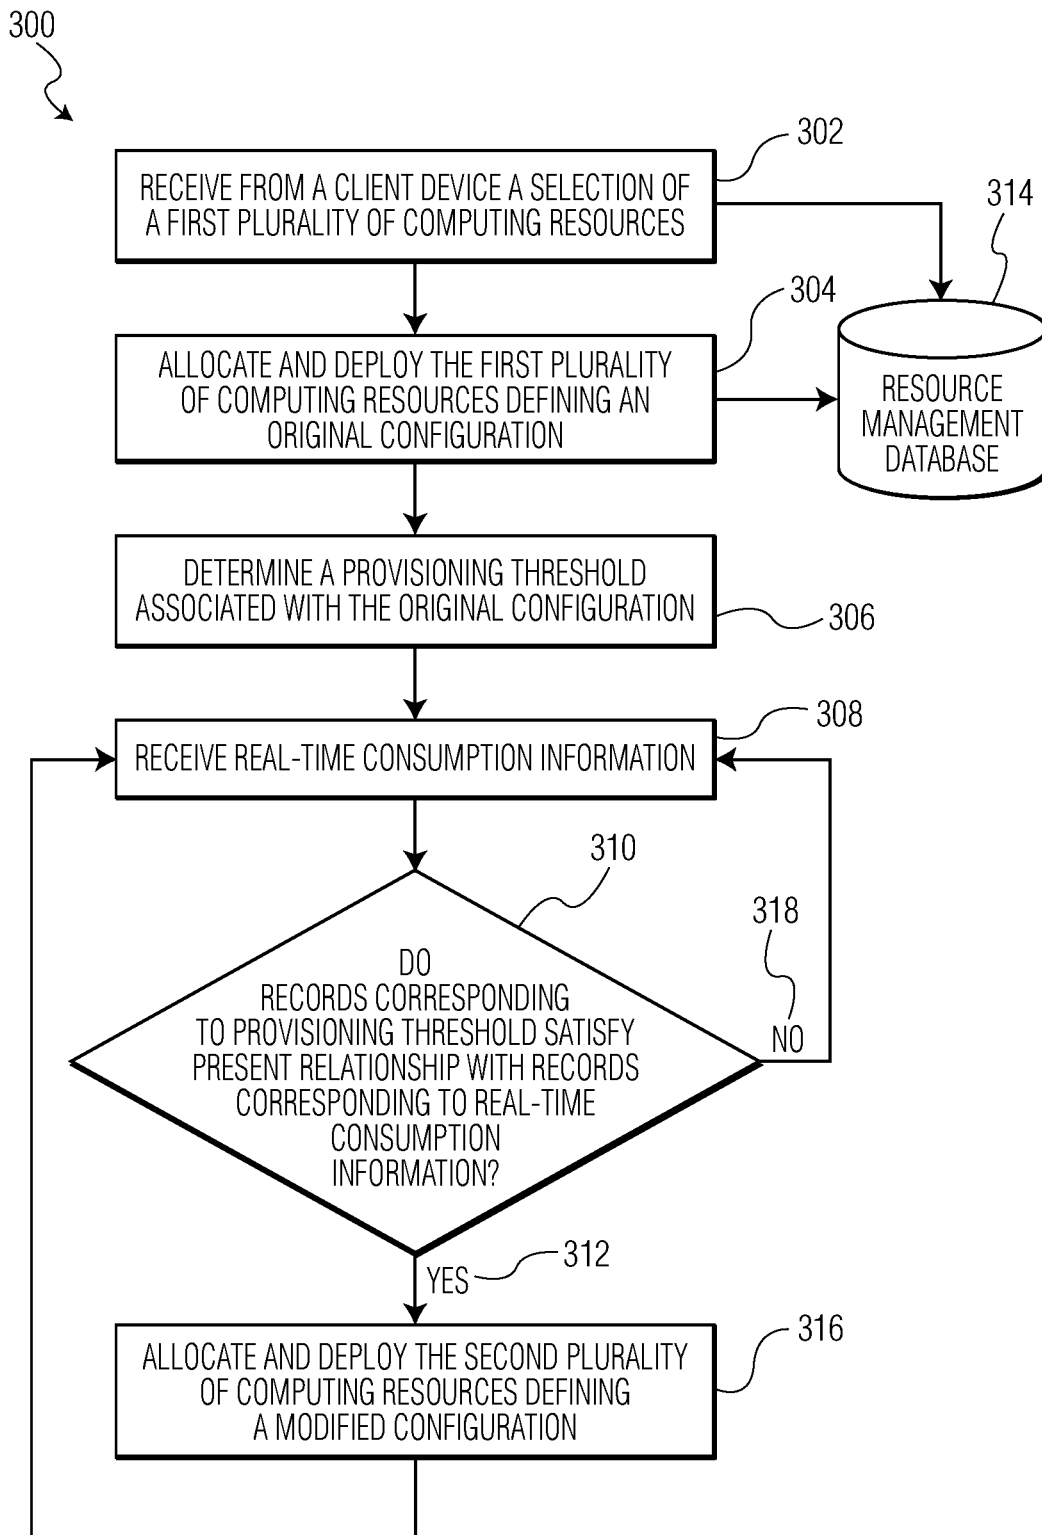 300
302
RECEIVE FROM A CLIENT DEVICE A SELECTION OF
A FIRST PLURALITY OF COMPUTING RESOURCES
314
304
ALLOCATE AND DEPLOY THE FIRST PLURALITY
OF COMPUTING RESOURCES DEFINING AN
ORIGINAL CONFIGURATION
RESOURCE
MANAGEMENT
DATABASE
DETERMINE A PROVISIONING THRESHOLD
ASSOCIATED WITH THE ORIGINAL CONFIGURATION
306
308
RECEIVE REAL-TIME CONSUMPTION INFORMATION
310
318
DO
RECORDS CORRESPONDING
TO PROVISIONING THRESHOLD SATISFY
PRESENT RELATIONSHIP WITH RECORDS
CORRESPONDING TO REAL-TIME
CONSUMPTION
INFORMATION?
NO
312
YES
316
ALLOCATE AND DEPLOY THE SECOND PLURALITY
OF COMPUTING RESOURCES DEFINING
A MODIFIED CONFIGURATION